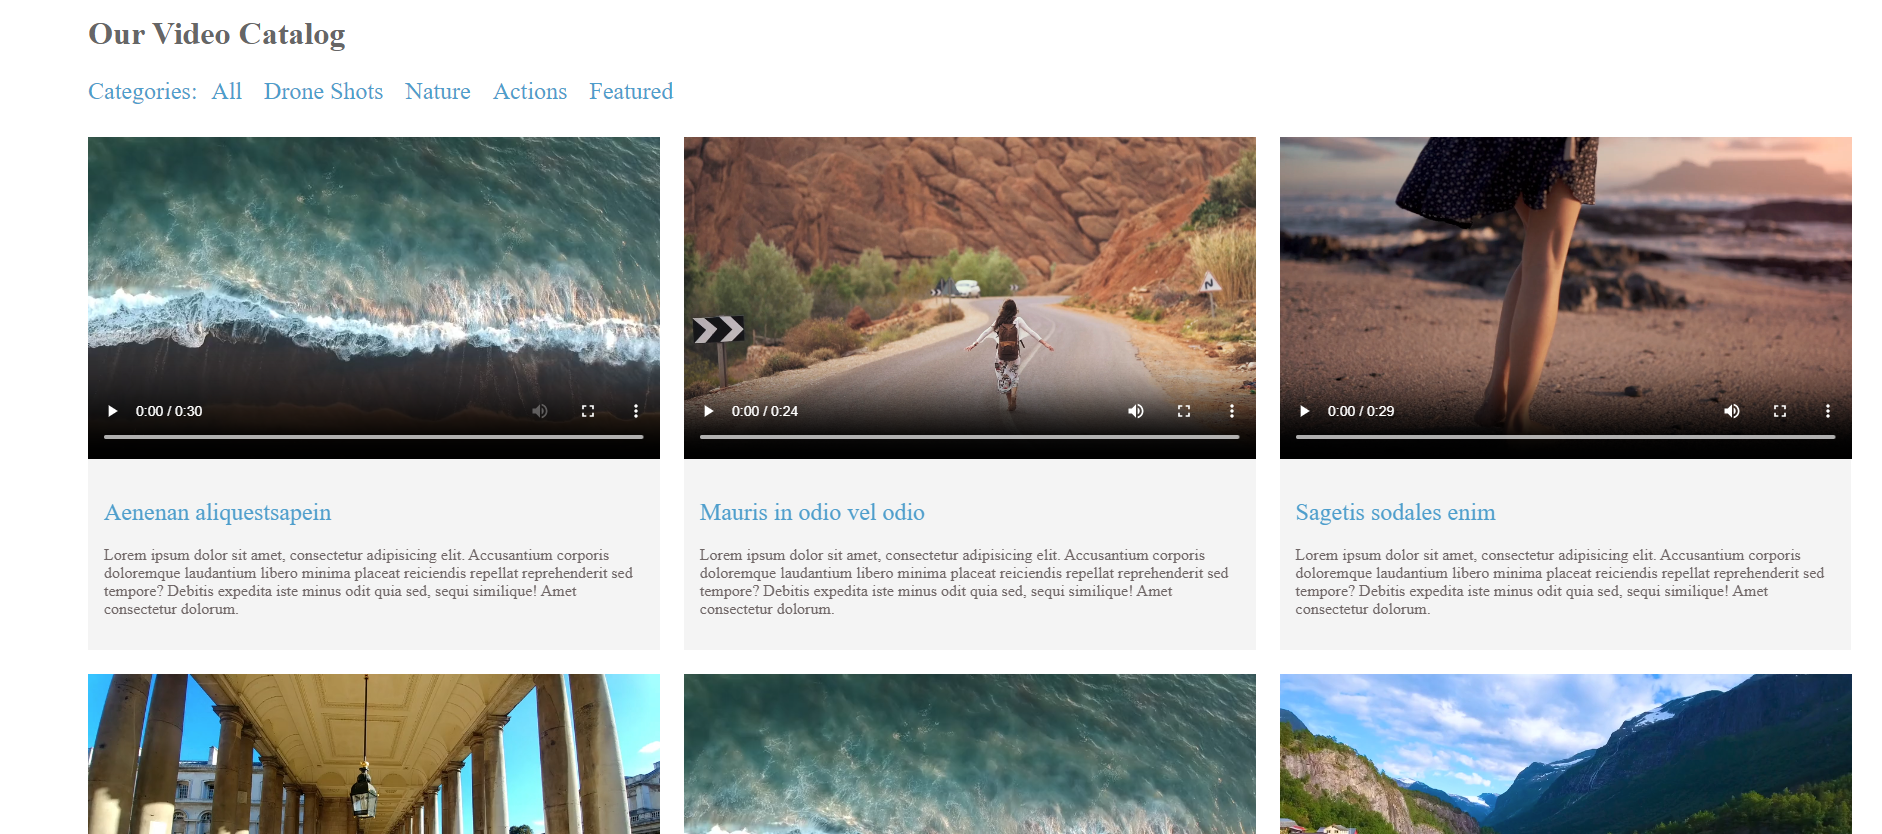 Our Video Catalog
Categories: All Drone Shots Nature Actions Featured
0:00 / 0:30
0:00 / 0:24
0:00 / 0:29
Aenenan aliquestsapein
Lorem ipsum dolor sit amet, consectetur adipisicing elit. Accusantium corporis
doloremque laudantium libero minima placeat reiciendis repellat reprehenderit sed
tempore? Debitis expedita iste minus odit quia sed, sequi similique! Amet
consectetur dolorum.
Mauris in odio vel odio
Lorem ipsum dolor sit amet, consectetur adipisicing elit. Accusantium corporis
doloremque laudantium libero minima placeat reiciendis repellat reprehenderit sed
tempore? Debitis expedita iste minus odit quia sed, sequi similique! Amet
consectetur dolorum.
Sagetis sodales enim
Lorem ipsum dolor sit amet, consectetur adipisicing elit. Accusantium corporis
doloremque laudantium libero minima placeat reiciendis repellat reprehenderit sed
tempore? Debitis expedita iste minus odit quia sed, sequi similique! Amet
consectetur dolorum.